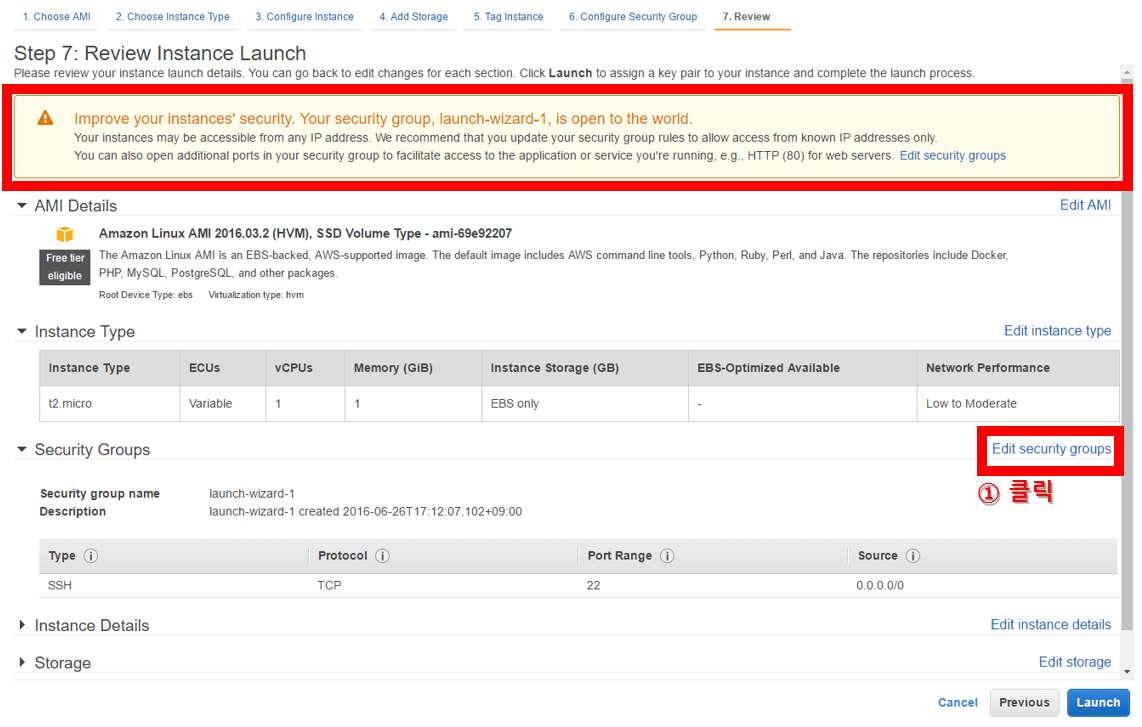 1. Choose AMI 2. Choose Instance Type 3. Configure Instance 4. Add Storage 5. Tag Instance 6. Configure Security Group 7. Review
Step 7: Review Instance Launch
Please review your instance launch details. You can go back to edit changes for each section. Click Launch to assign a key pair to your instance and complete the launch process.
Improve your instances' security. Your security group, launch-wizard-1, is open to the world.
Your instances may be accessible from any IP address. We recommend that you update your security group rules to allow access from known IP addresses only.
You can also open additional ports in your security group to facilitate access to the application or service you're running, e.g., HTTP (80) for web servers. Edit security groups
AMI Details Edit AMI
Amazon Linux AMI 2016.03.2 (HVM), SSD Volume Type - ami-69e92207
Free tier eligible
The Amazon Linux AMI is an EBS-backed, AWS-supported image. The default image includes AWS command line tools, Python, Ruby, Perl, and Java. The repositories include Docker,
PHP, MySQL, PostgreSQL, and other packages.
Root Device Type: ebs Virtualization type: hvm
Instance Type Edit instance type
Instance Type ECUs vCPUs Memory (GiB) Instance Storage (GB) EBS-Optimized Available Network Performance
t2.micro Variable 1 1 EBS only - Low to Moderate
Security Groups Edit security groups
① 클릭
Security group name launch-wizard-1
Description launch-wizard-1 created 2016-06-26T17:12:07.102+09:00
Type i Protocol i Port Range i Source i
SSH TCP 22 0.0.0.0/0
Instance Details Edit instance details
Storage Edit storage
Cancel Previous Launch